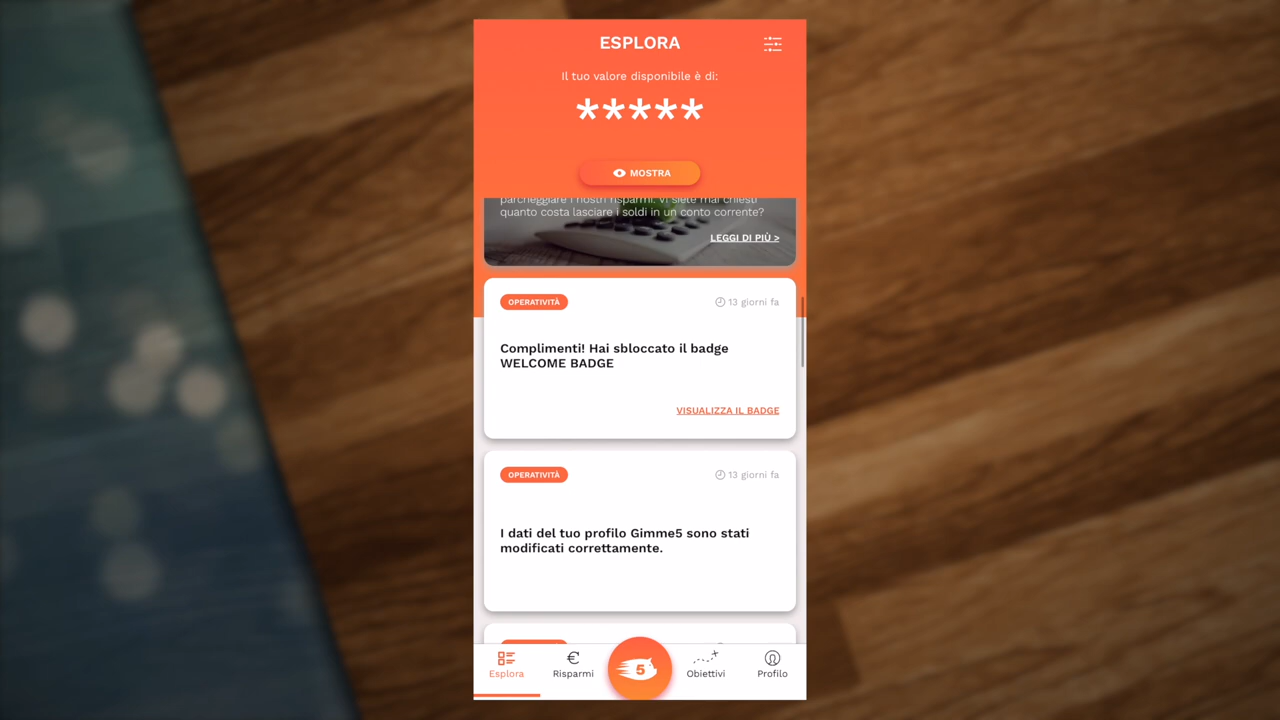 ESPLORA
Il tuo valore disponibile è di:
*****
MOSTRA
parcheggiare i nostri risparmi. Vi siete mai chiesti
quanto costa lasciare i soldi in un conto corrente?
LEGGI DI PIÙ >
OPERATIVITÀ
13 giorni fa
Complimenti! Hai sbloccato il badge
WELCOME BADGE
VISUALIZZA IL BADGE
OPERATIVITÀ
13 giorni fa
I dati del tuo profilo Gimme5 sono stati
modificati correttamente.
Esplora
Risparmi
5
Obiettivi
Profilo